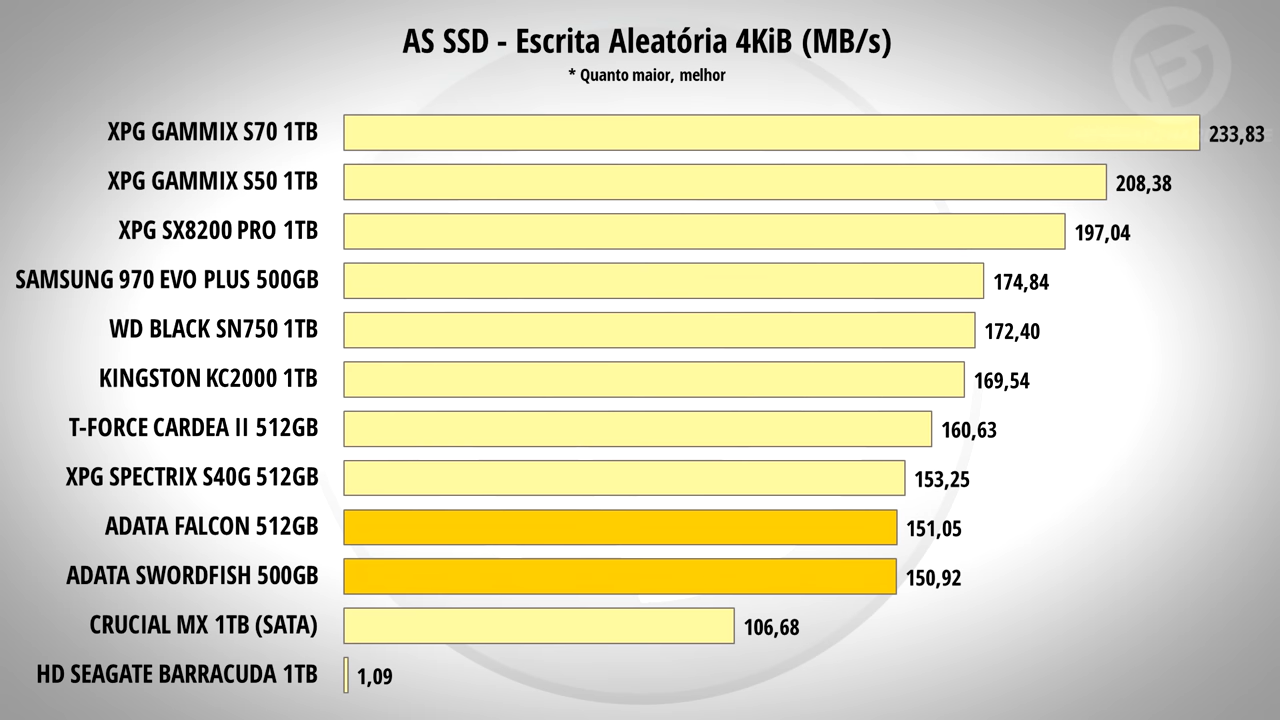 AS SSD - Escrita Aleatória 4KiB (MB/s)
* Quanto maior, melhor
XPG GAMMIX S70 1TB 233,83
XPG GAMMIX S50 1TB 208,38
XPG SX8200 PRO 1TB 197,04
SAMSUNG 970 EVO PLUS 500GB 174,84
WD BLACK SN750 1TB 172,40
KINGSTON KC2000 1TB 169,54
T-FORCE CARDEA II 512GB 160,63
XPG SPECTRIX S40G 512GB 153,25
ADATA FALCON 512GB 151,05
ADATA SWORDFISH 500GB 150,92
CRUCIAL MX 1TB (SATA) 106,68
HD SEAGATE BARRACUDA 1TB 1,09